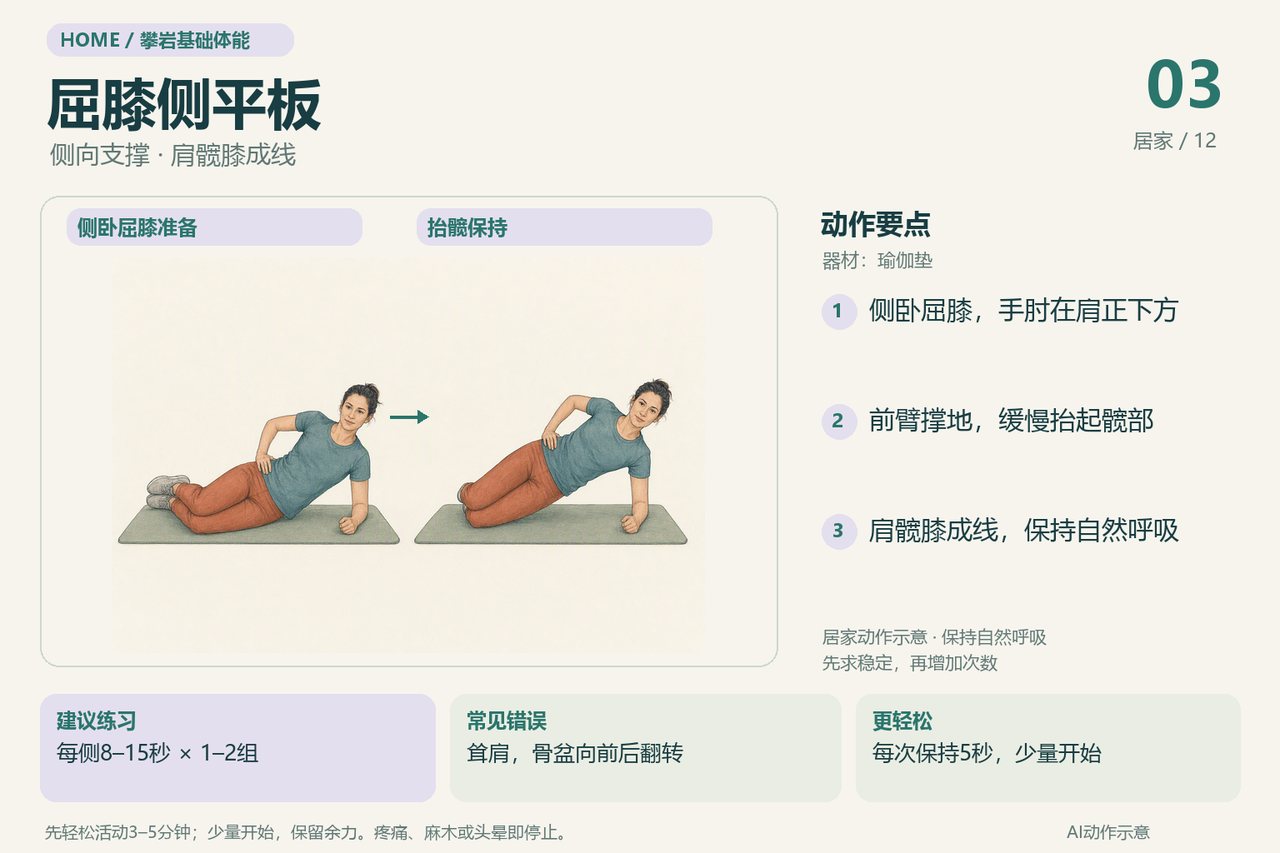 HOME / 攀岩基础体能
屈膝侧平板
侧向支撑 · 肩髋膝成线
03
居家 / 12
侧卧屈膝准备
抬髋保持
动作要点
器材：瑜伽垫
1 侧卧屈膝，手肘在肩正下方
2 前臂撑地，缓慢抬起髋部
3 肩髋膝成线，保持自然呼吸
居家动作示意 · 保持自然呼吸
先求稳定，再增加次数
建议练习
每侧8–15秒 × 1–2组
常见错误
耸肩，骨盆向前后翻转
更轻松
每次保持5秒，少量开始
先轻松活动3–5分钟；少量开始，保留余力。疼痛、麻木或头晕即停止。
AI动作示意